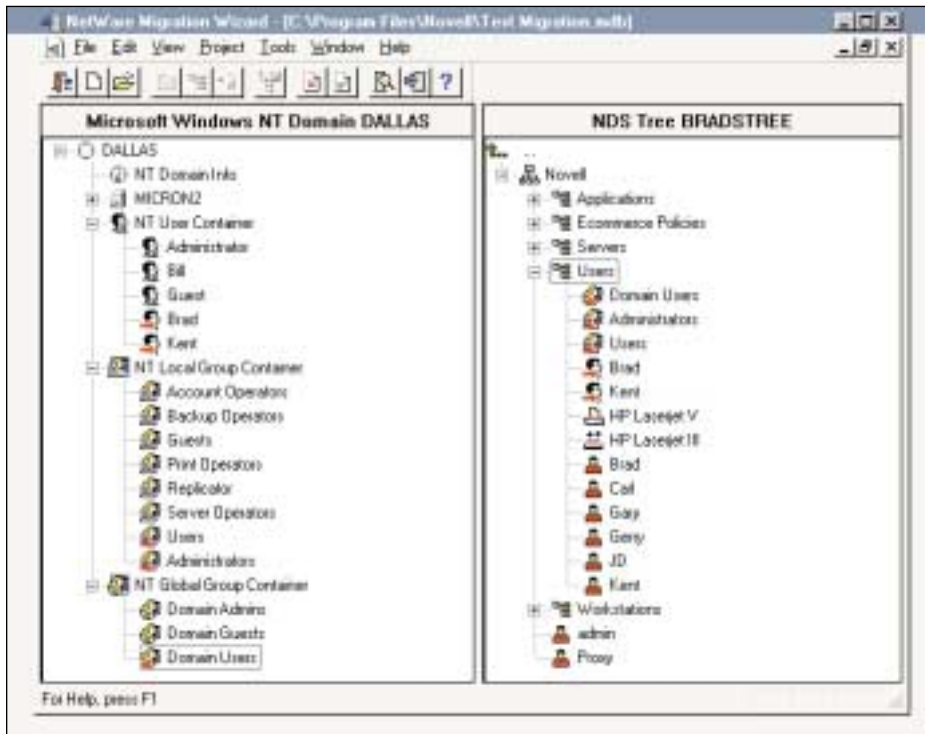 NetWare Migration Wizard - [C:\Program Files\Novell\Test Migration.mdb]
File Edit View Project Tools Window Help
Microsoft Windows NT Domain DALLAS
DALLAS
NT Domain Info
MICRON2
NT User Container
Administrator
Bill
Guest
Brad
Kent
NT Local Group Container
Account Operators
Backup Operators
Guests
Print Operators
Replicator
Server Operators
Users
Administrators
NT Global Group Container
Domain Admins
Domain Guests
Domain Users
NDS Tree BRADSTREE
..
Novell
Applications
Ecommerce Policies
Servers
Users
Domain Users
Administrators
Users
Brad
Kent
HP Laserjet V
HP Laserjet III
Brad
Carl
Gary
Gerry
JD
Kent
Workstations
admin
Proxy
For Help, press F1